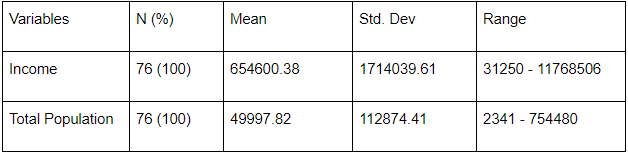 Variables N (%) Mean Std. Dev Range
Income 76 (100) 654600.38 1714039.61 31250 - 11768506
Total Population 76 (100) 49997.82 112874.41 2341 - 754480